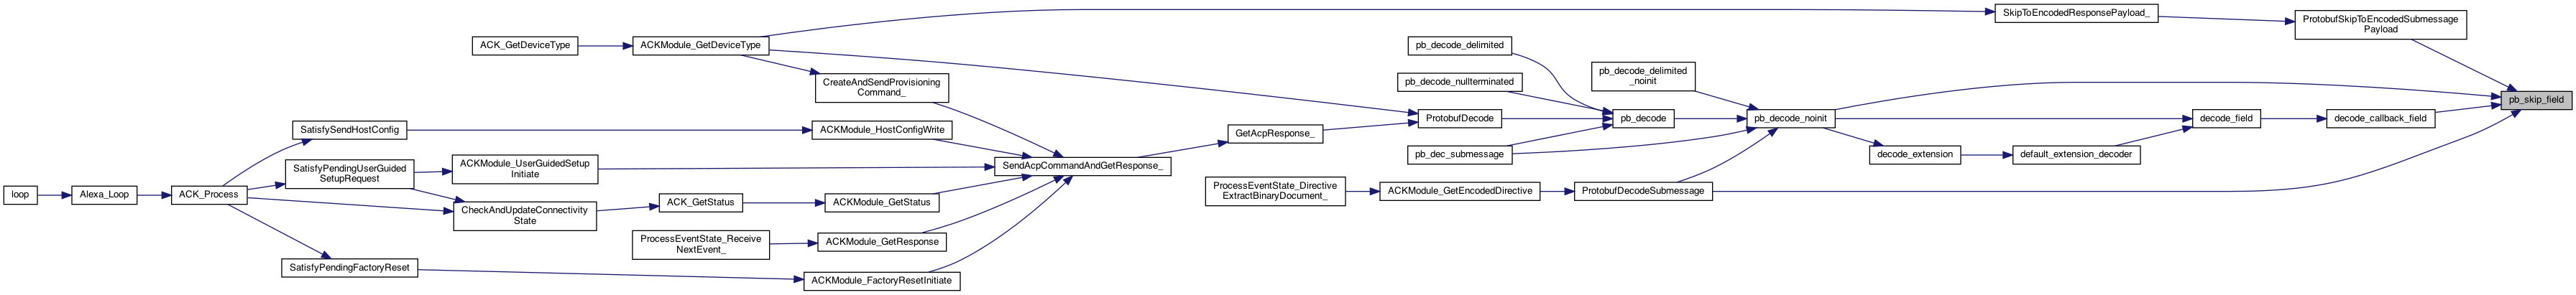 loop
Alexa_Loop
ACK_Process
SatisfySendHostConfig
SatisfyPendingUserGuided
SetupRequest
CheckAndUpdateConnectivity
State
SatisfyPendingFactoryReset
ACK_GetDeviceType
ACKModule_GetDeviceType
CreateAndSendProvisioning
Command_
ACKModule_HostConfigWrite
ACKModule_UserGuidedSetup
Initiate
ACK_GetStatus
ACKModule_GetStatus
ProcessEventState_Receive
NextEvent_
ACKModule_GetResponse
ACKModule_FactoryResetInitiate
SendAcpCommandAndGetResponse_
GetAcpResponse_
ProcessEventState_Directive
ExtractBinaryDocument_
ACKModule_GetEncodedDirective
pb_decode_delimited
pb_decode_nullterminated
ProtobufDecode
pb_dec_submessage
pb_decode_delimited
_noinit
pb_decode
ProtobufDecodeSubmessage
pb_decode_noinit
decode_extension
default_extension_decoder
decode_field
decode_callback_field
SkipToEncodedResponsePayload_
ProtobufSkipToEncodedSubmessage
Payload
pb_skip_field